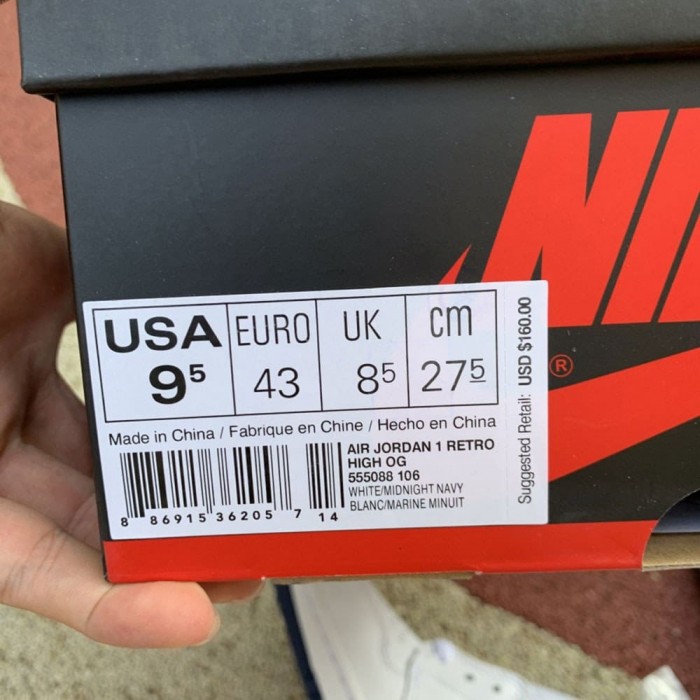 NI
®
USA EURO UK cm
9⁵ 43 8⁵ 27⁵
Suggested Retail: USD $160.00
Made in China / Fabrique en Chine / Hecho en China
AIR JORDAN 1 RETRO
HIGH OG
555088 106
WHITE/MIDNIGHT NAVY
BLANC/MARINE MINUIT
8 86915 36205 7 14